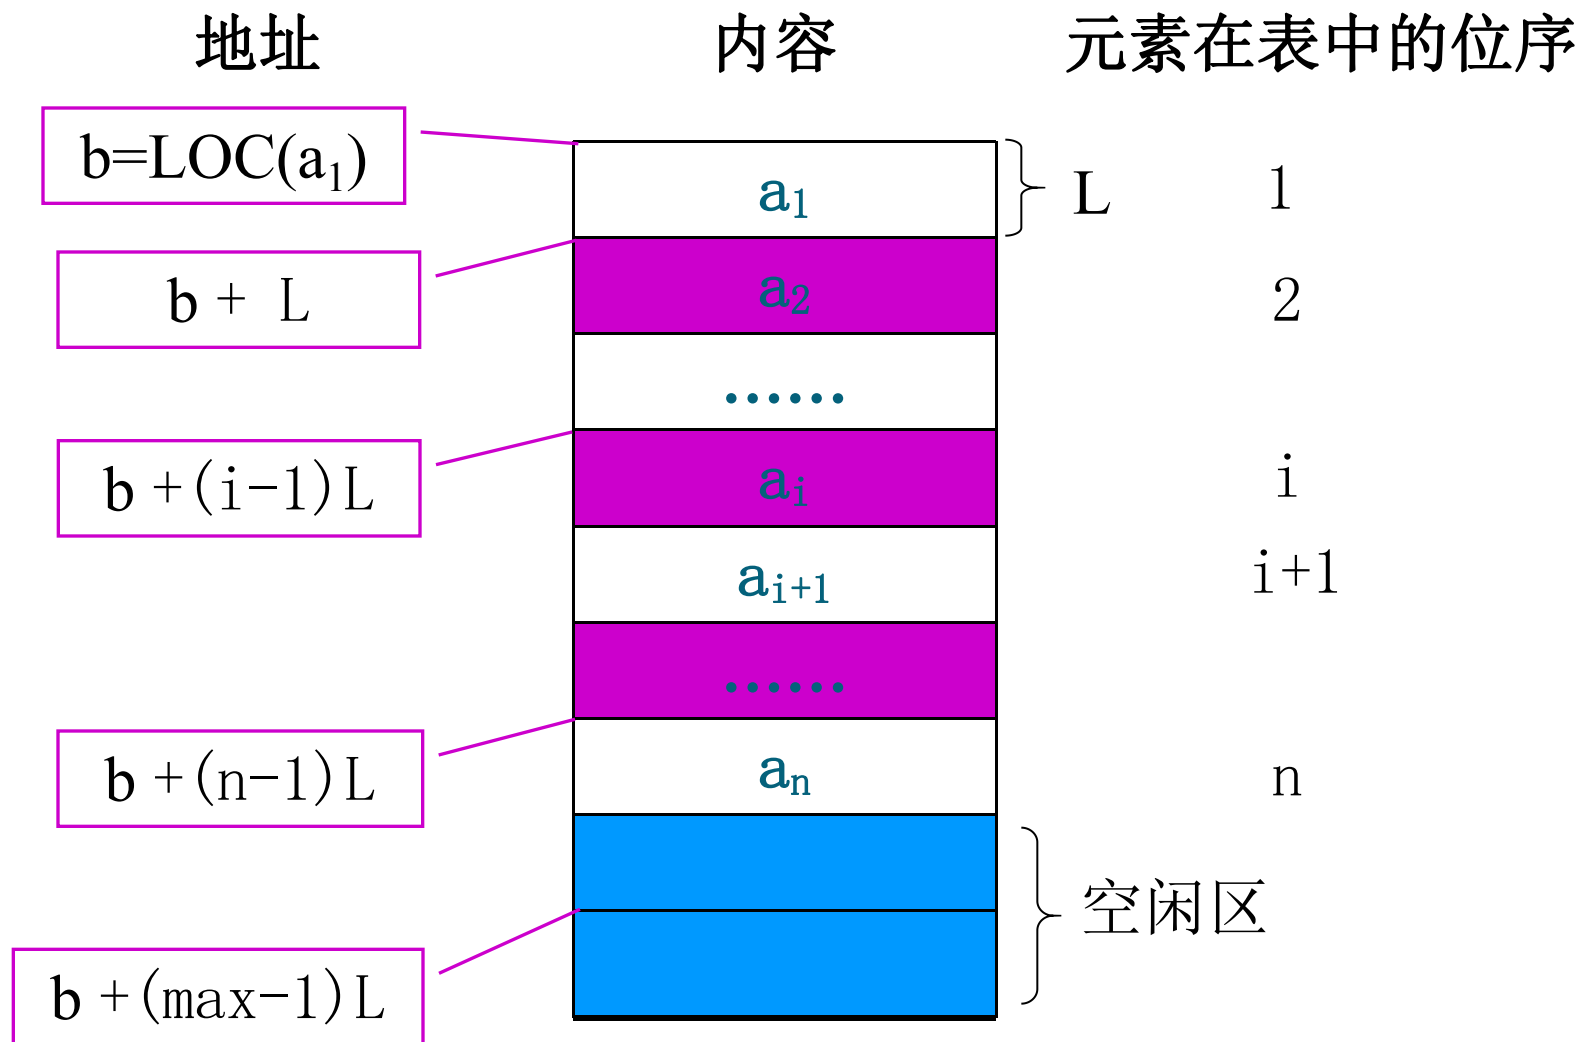 地址 内容 元素在表中的位序
b=LOC(a1) a1 L 1
b + L a2 2
......
b +(i-1)L ai i
ai+1 i+1
......
b +(n-1)L an n
空闲区
b +(max-1)L